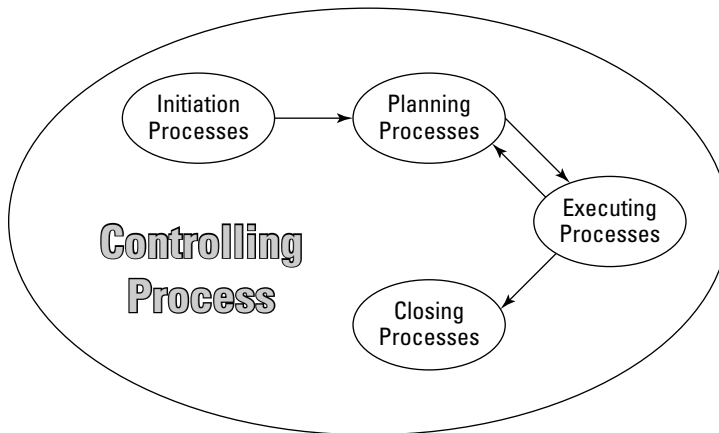 Initiation
Processes
Planning
Processes
Executing
Processes
Controlling
Process
Closing
Processes